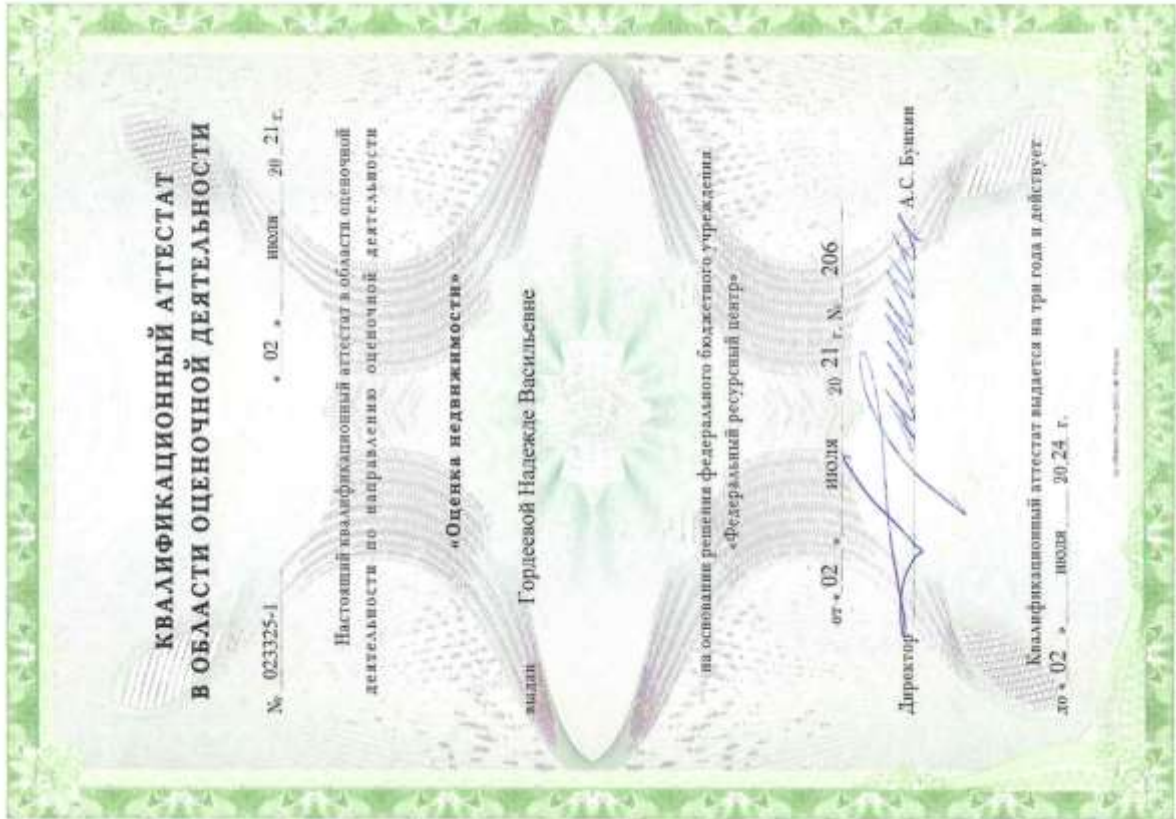 КВАЛИФИКАЦИОННЫЙ АТТЕСТАТ
В ОБЛАСТИ ОЦЕНОЧНОЙ ДЕЯТЕЛЬНОСТИ
№ 023325-1 « 02 » июля 20 21 г.
Настоящий квалификационный аттестат в области оценочной
деятельности по направлению оценочной деятельности
«Оценка недвижимости»
выдан Гордеевой Надежде Васильевне
на основании решения федерального бюджетного учреждения
«Федеральный ресурсный центр»
от « 02 » июля 20 21 г. № 206
Директор А.С. Бункин
Квалификационный аттестат выдается на три года и действует
до « 02 » июля 20 24 г.